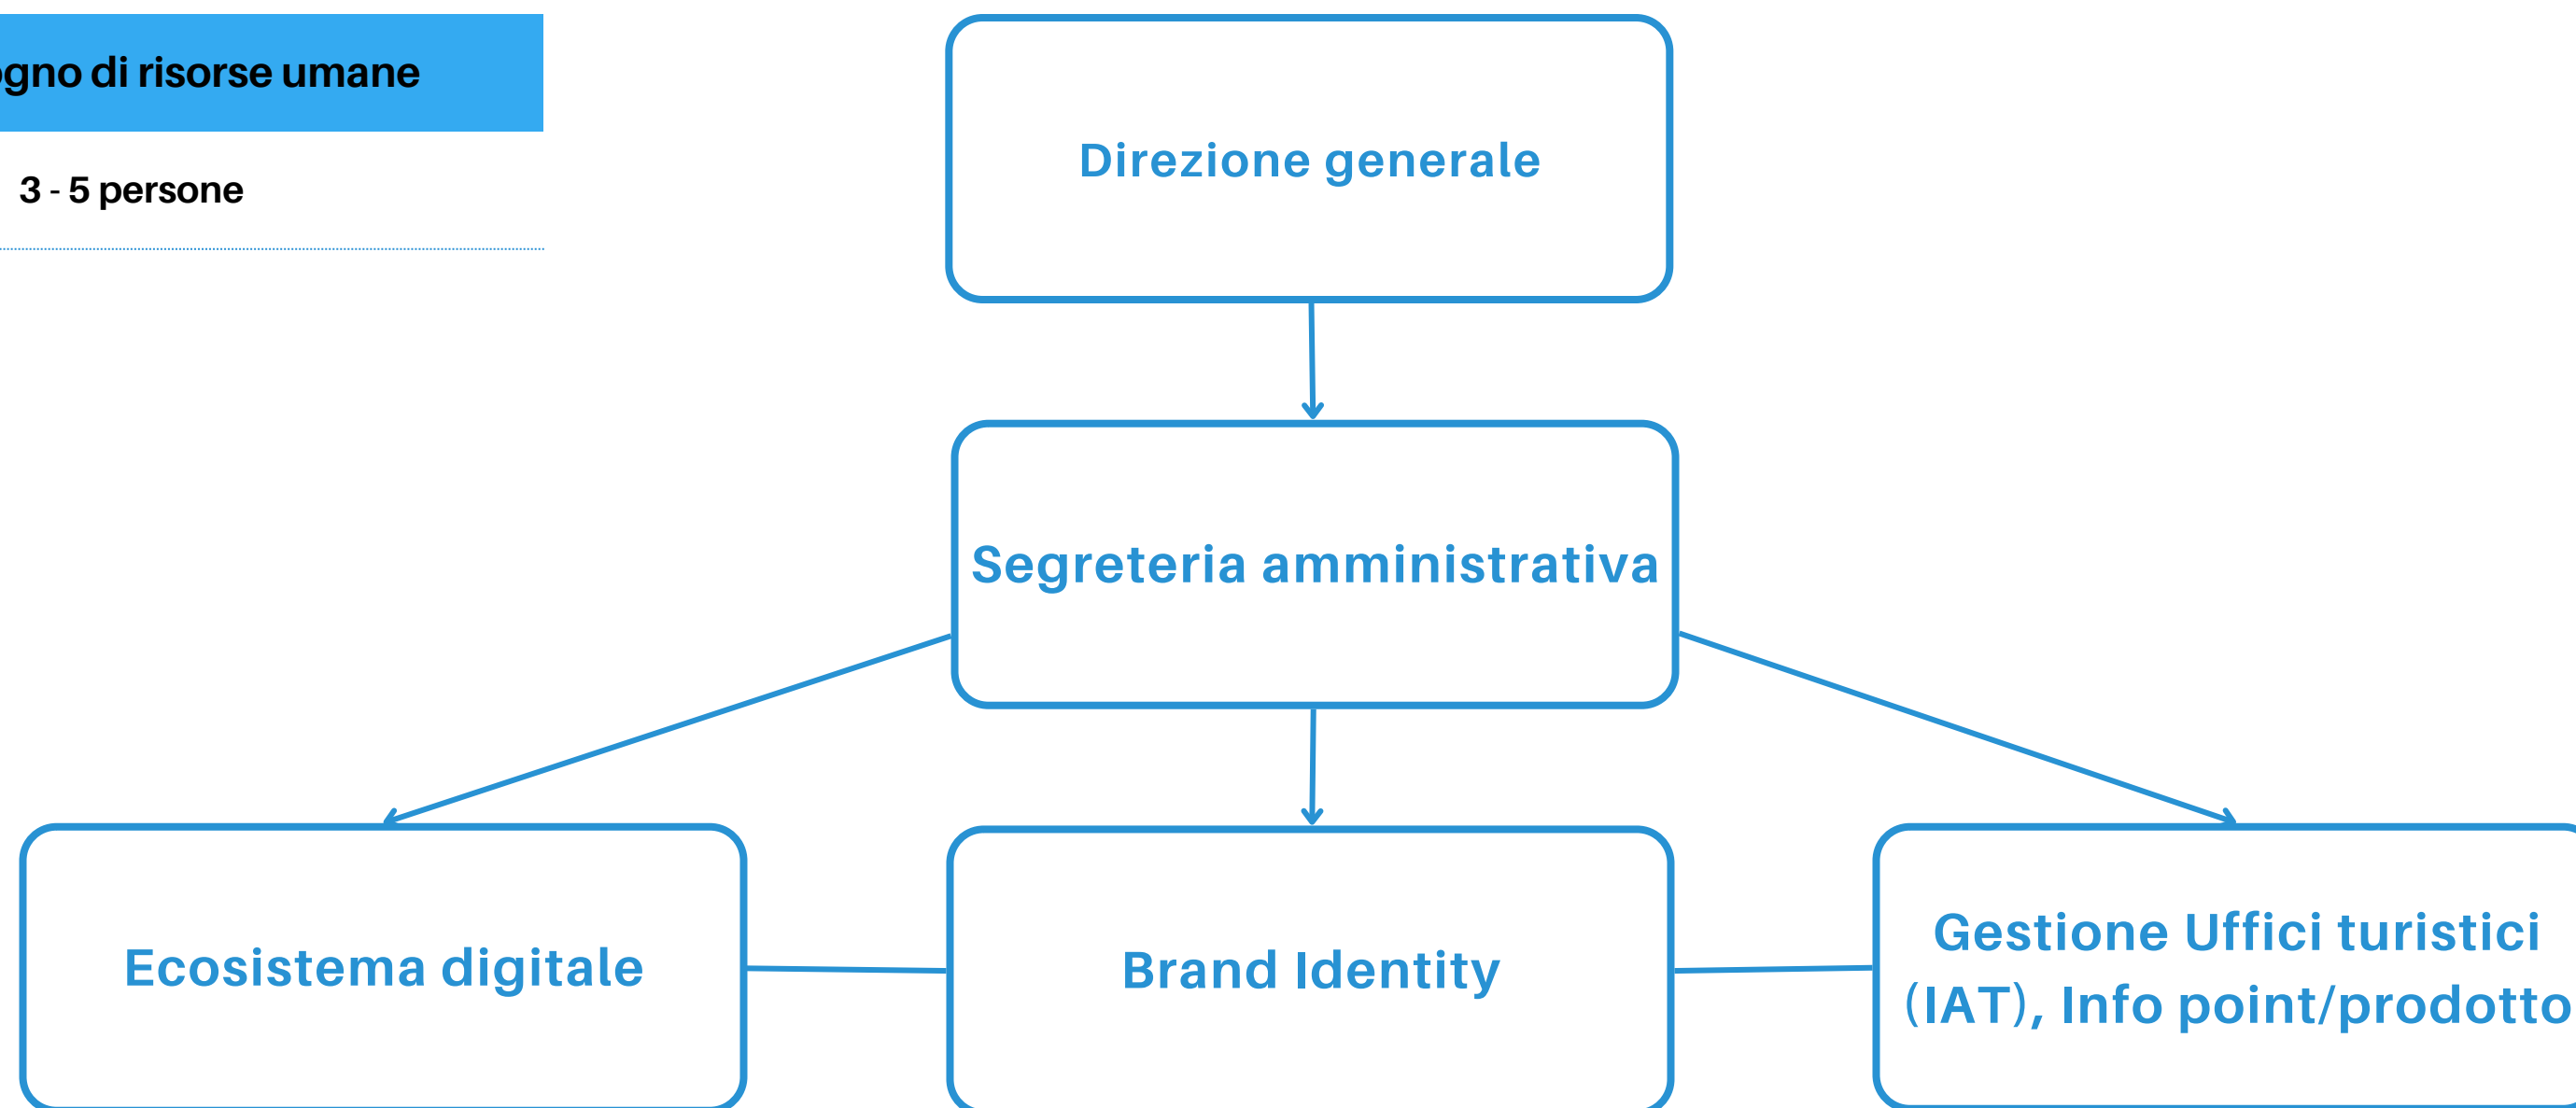 di risorse umane
3 - 5 persone
Direzione generale
Segreteria amministrativa
Ecosistema digitale
Brand Identity
Gestione Uffici turistici
(IAT), Info point/prodotto